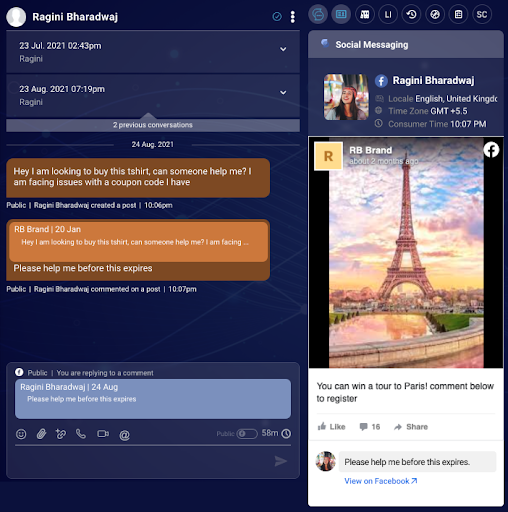 Ragini Bharadwaj
23 Jul. 2021 02:43pm
Ragini
23 Aug. 2021 07:19pm
Ragini
2 previous conversations
24 Aug. 2021
Hey I am looking to buy this tshirt, can someone help me? I
am facing issues with a coupon code I have
Public | Ragini Bharadwaj created a post | 10:06pm
RB Brand | 20 Jan
Hey I am looking to buy this tshirt, can someone help me? I am facing ...
Please help me before this expires
Public | Ragini Bharadwaj commented on a post | 10:07pm
Public | You are replying to a comment
Ragini Bharadwaj | 24 Aug
Please help me before this expires
Public 58m
LI SC
Social Messaging
Ragini Bharadwaj
Locale English, United Kingdo
Time Zone GMT +5.5
Consumer Time 10:07 PM
R
RB Brand
about 2 months ago
You can win a tour to Paris! comment below
to register
Like 16 Share
Please help me before this expires.
View on Facebook